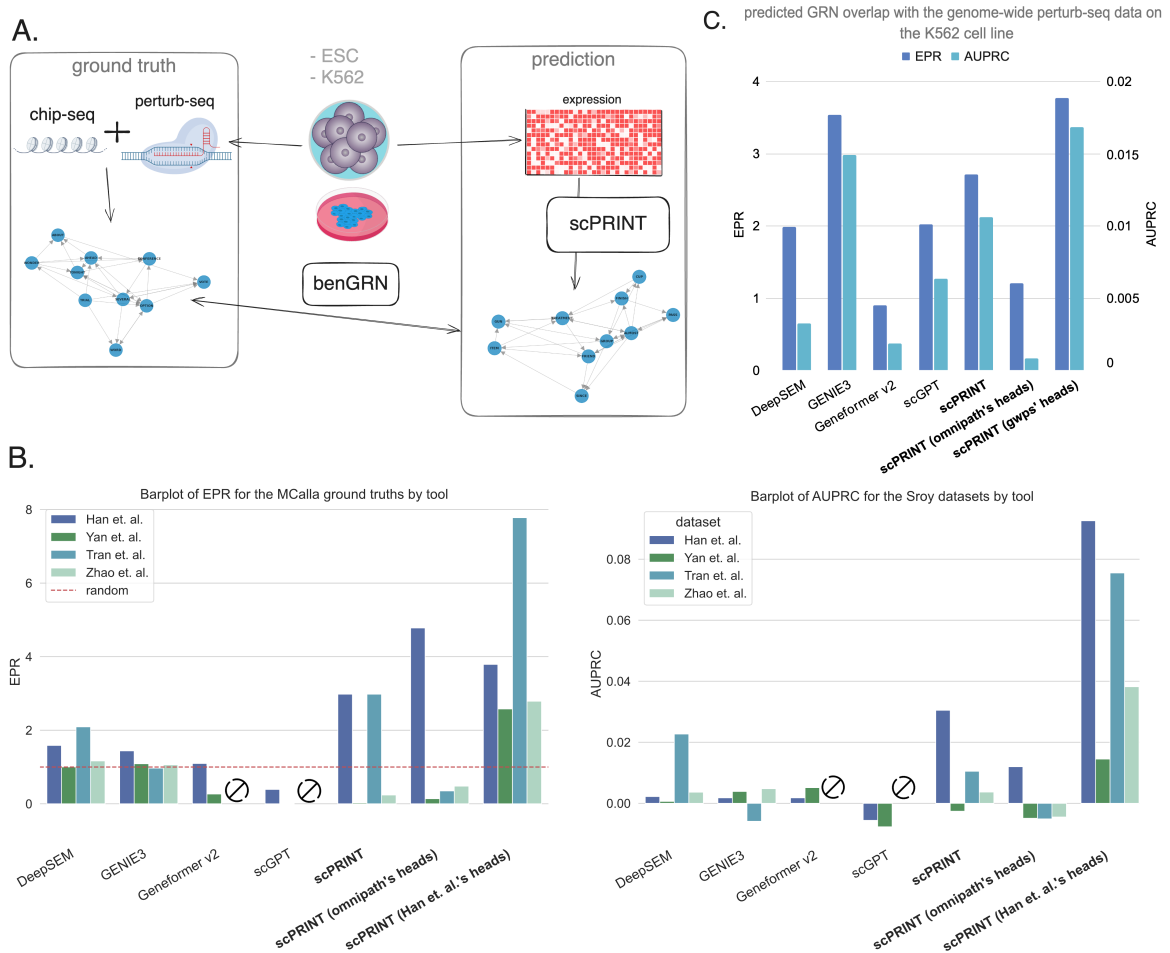 A.
ground truth
chip-seq
perturb-seq
- ESC
- K562
benGRN
prediction
expression
scPRINT
C.
predicted GRN overlap with the genome-wide perturb-seq data on
the K562 cell line
EPR
AUPRC
4
3
2
1
0
EPR
0.02
0.015
0.01
0.005
0
AUPRC
DeepSEM
GENIE3
Geneformer v2
scGPT
scPRINT
scPRINT (omnipath's heads)
scPRINT (gwps' heads)
B.
Barplot of EPR for the MCalla ground truths by tool
Han et. al.
Yan et. al.
Tran et. al.
Zhao et. al.
random
8
6
4
2
0
EPR
DeepSEM
GENIE3
Geneformer v2
scGPT
scPRINT
scPRINT (omnipath's heads)
scPRINT (Han et. al.'s heads)
Barplot of AUPRC for the Sroy datasets by tool
dataset
Han et. al.
Yan et. al.
Tran et. al.
Zhao et. al.
0.08
0.06
0.04
0.02
0.00
AUPRC
DeepSEM
GENIE3
Geneformer v2
scGPT
scPRINT
scPRINT (omnipath's heads)
scPRINT (Han et. al.'s heads)